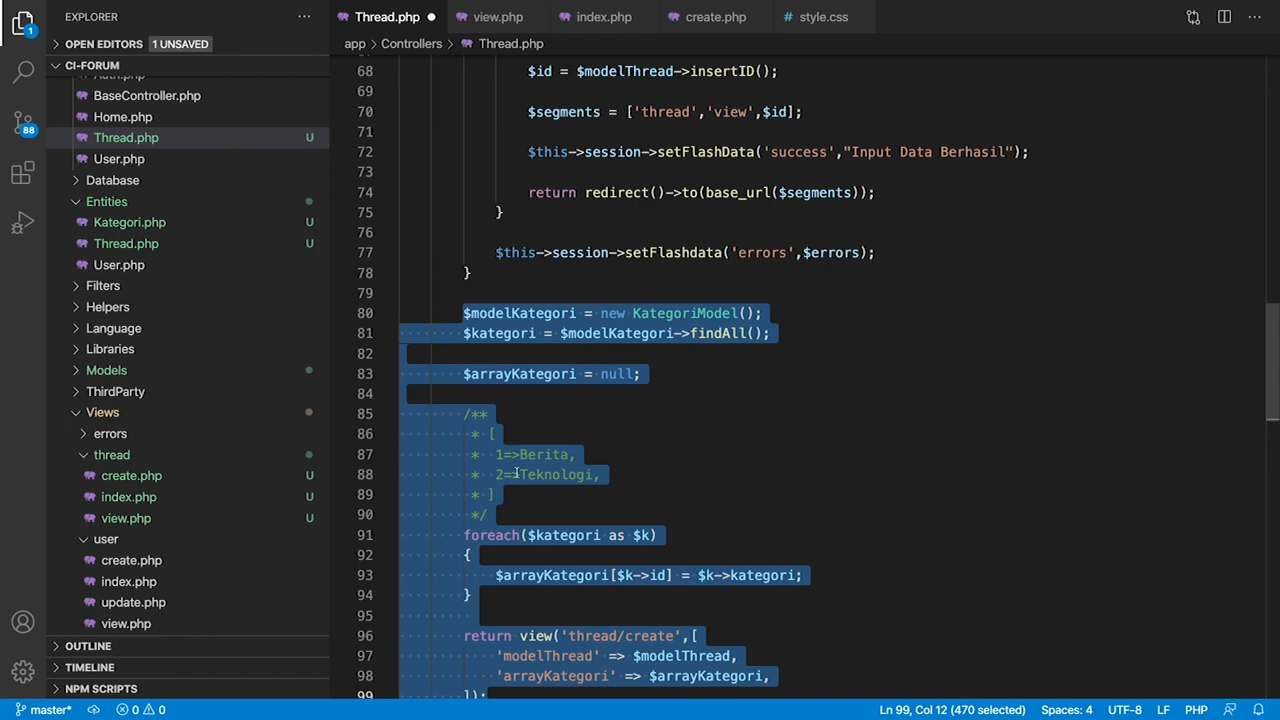 EXPLORER
Thread.php
view.php
index.php
create.php
style.css
OPEN EDITORS 1 UNSAVED
app > Controllers > Thread.php
CI-FORUM
BaseController.php
Home.php
Thread.php U
User.php
Database
Entities
Kategori.php U
Thread.php U
User.php
Filters
Helpers
Language
Libraries
Models
ThirdParty
Views
errors
thread
create.php U
index.php U
view.php U
user
create.php
index.php
update.php
view.php
OUTLINE
TIMELINE
NPM SCRIPTS
1
88
68 $id = $modelThread->insertID();
69
70 $segments = ['thread','view',$id];
71
72 $this->session->setFlashData('success',"Input Data Berhasil");
73
74 return redirect()->to(base_url($segments));
75 }
76
77 $this->session->setFlashdata('errors',$errors);
78 }
79
80 $modelKategori = new KategoriModel();
81 $kategori = $modelKategori->findAll();
82
83 $arrayKategori = null;
84
85 /**
86 * [
87 * 1=>Berita,
88 * 2=>Teknologi,
89 * ]
90 */
91 foreach($kategori as $k)
92 {
93 $arrayKategori[$k->id] = $k->kategori;
94 }
95
96 return view('thread/create',[
97 'modelThread' => $modelThread,
98 'arrayKategori' => $arrayKategori,
99 ]);
master* 0 0 Ln 99, Col 12 (470 selected) Spaces: 4 UTF-8 LF PHP